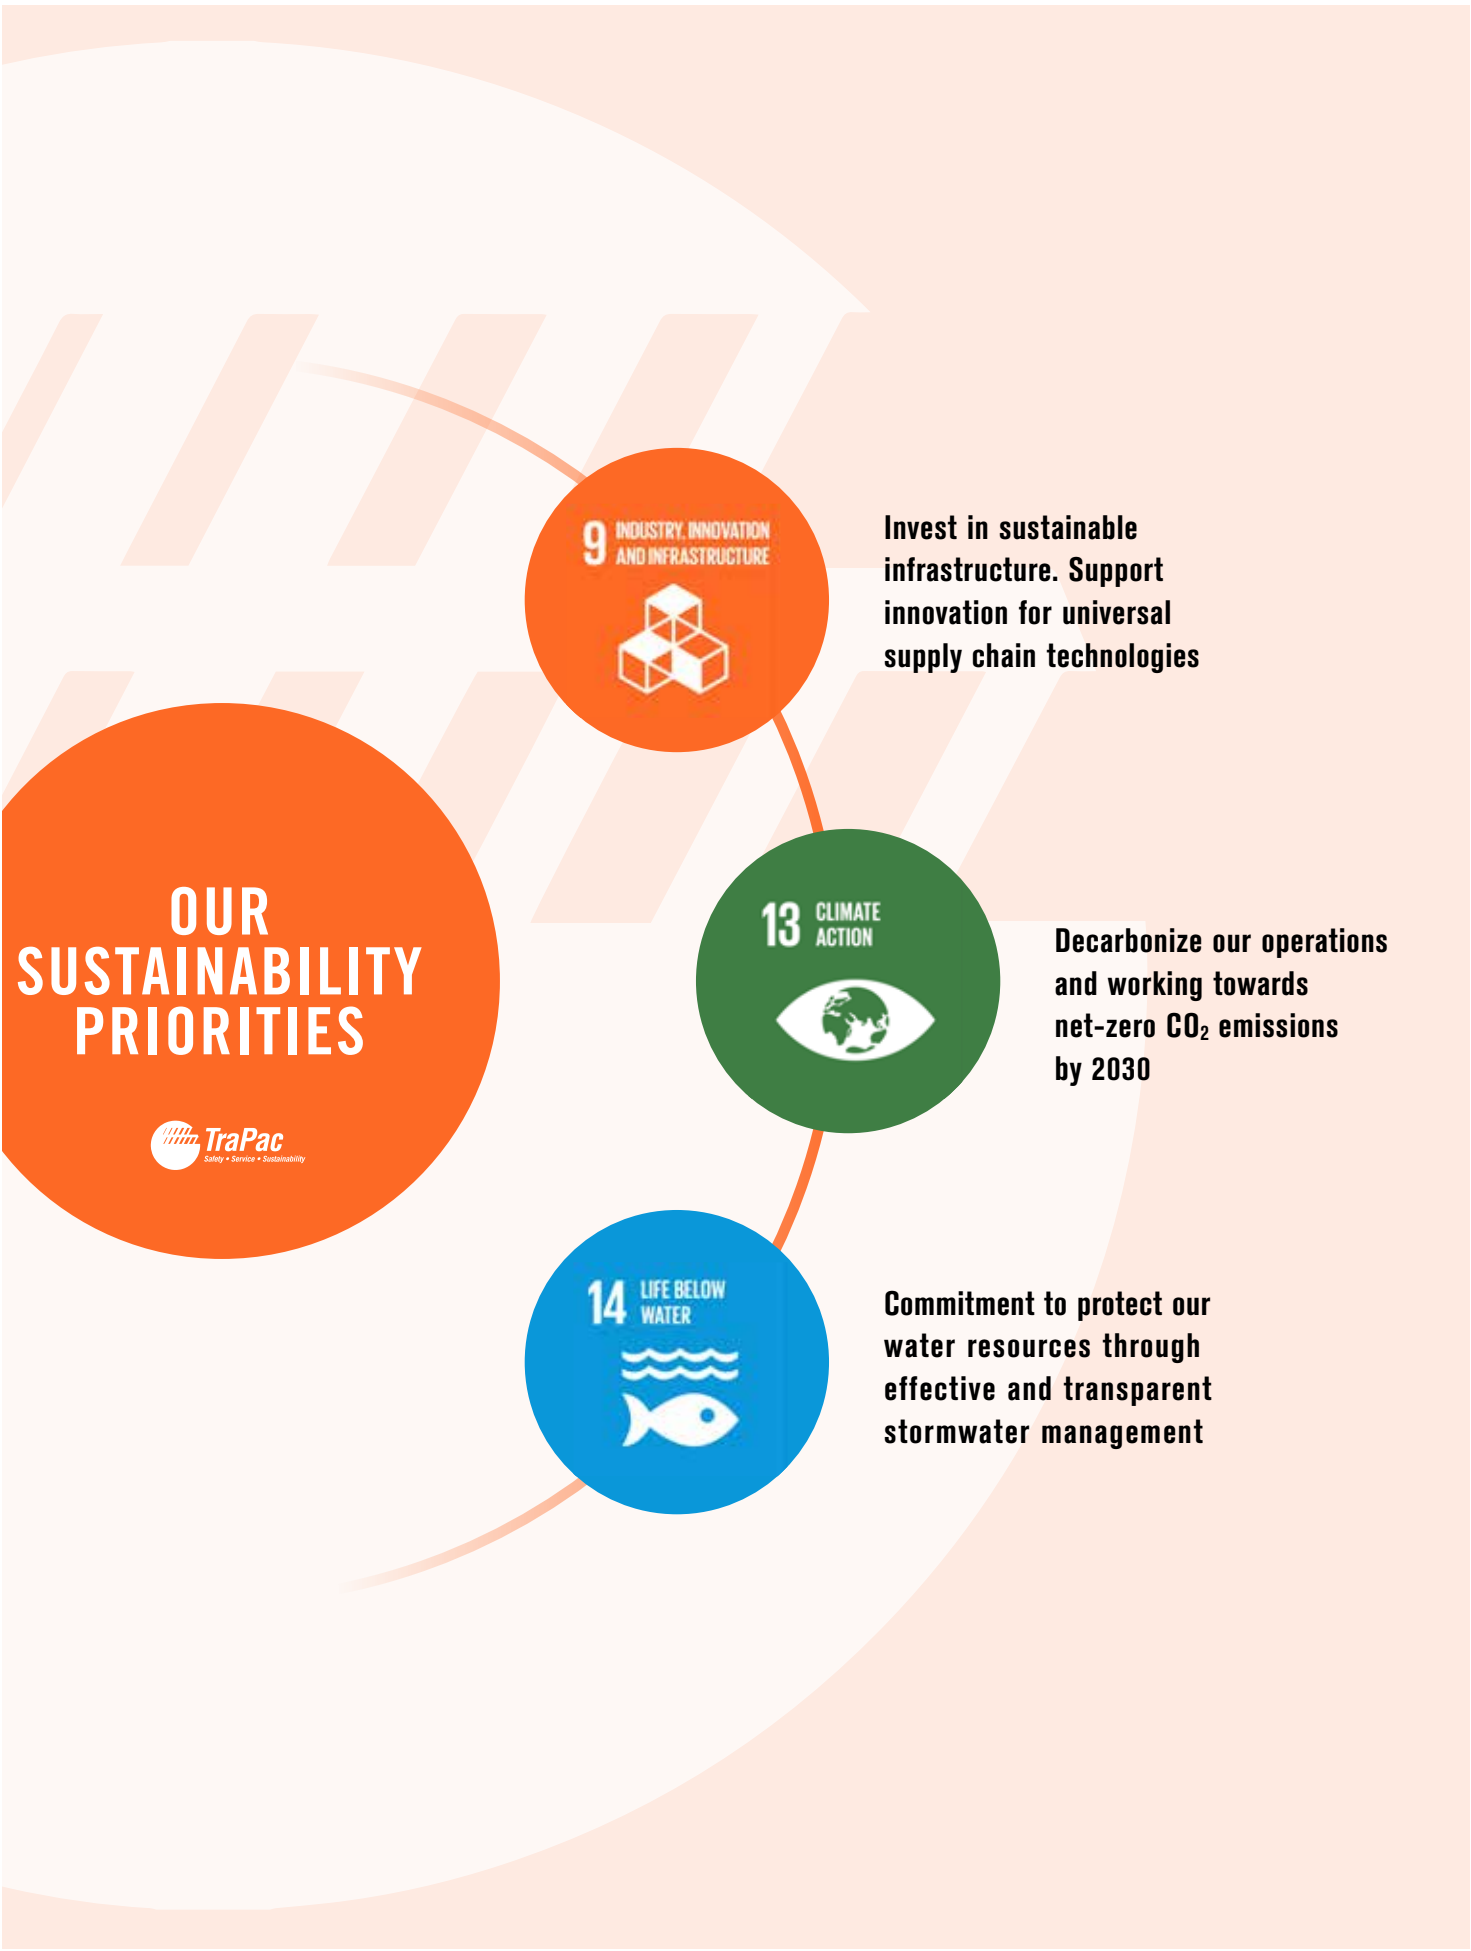 OUR
SUSTAINABILITY
PRIORITIES
TraPac
Safety • Service • Sustainability
9 INDUSTRY, INNOVATION
AND INFRASTRUCTURE
Invest in sustainable
infrastructure. Support
innovation for universal
supply chain technologies
13 CLIMATE
ACTION
Decarbonize our operations
and working towards
net-zero CO₂ emissions
by 2030
14 LIFE BELOW
WATER
Commitment to protect our
water resources through
effective and transparent
stormwater management